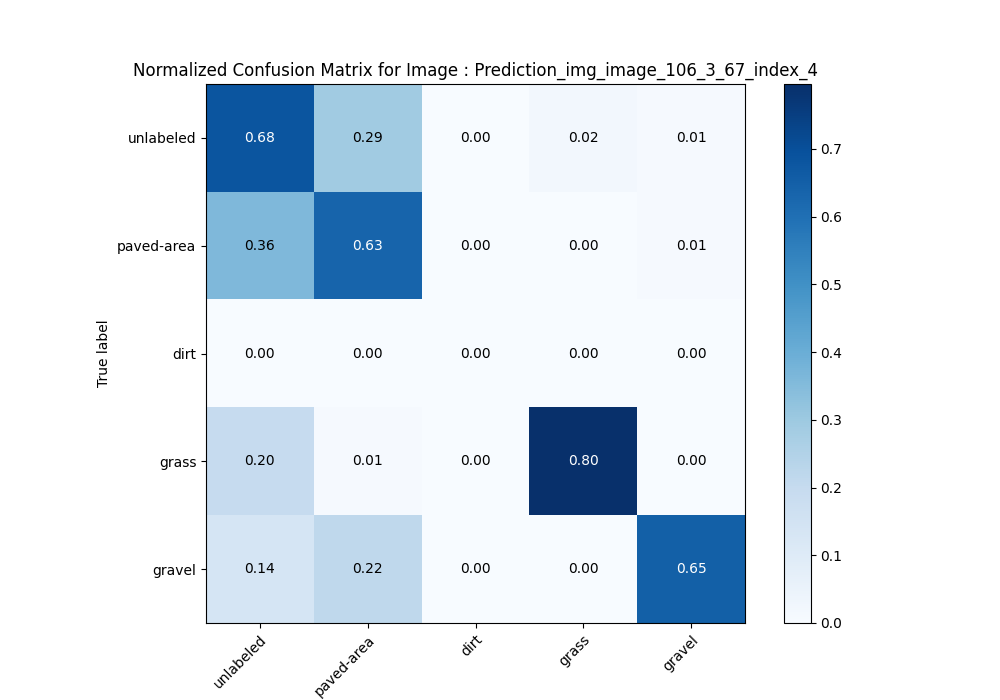 Normalized Confusion Matrix for Image : Prediction_img_image_106_3_67_index_4
unlabeled 0.68 0.29 0.00 0.02 0.01
paved-area 0.36 0.63 0.00 0.00 0.01
dirt 0.00 0.00 0.00 0.00 0.00
grass 0.20 0.01 0.00 0.80 0.00
gravel 0.14 0.22 0.00 0.00 0.65
True label
unlabeled paved-area dirt grass gravel
0.7
0.6
0.5
0.4
0.3
0.2
0.1
0.0